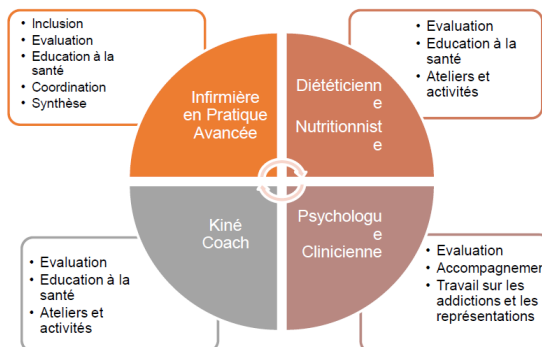 • Inclusion
• Evaluation
• Education à la
santé
• Coordination
• Synthèse
Infirmière
en Pratique
Avancée
Diététicienn
e
Nutritionnist
e
• Evaluation
• Education à la
santé
• Ateliers et
activités
Kiné
Coach
• Evaluation
• Education à la
santé
• Ateliers et
activités
Psychologu
e
Clinicienne
• Evaluation
• Accompagnemen
• Travail sur les
addictions et les
représentations